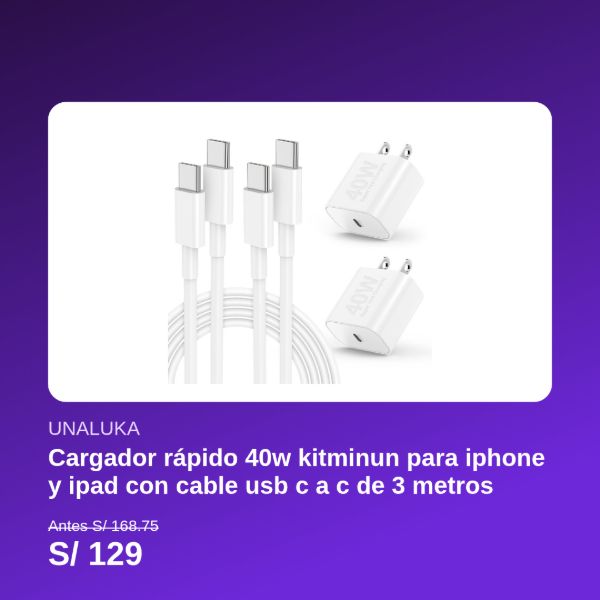 40W
40W
UNALUKA
Cargador rápido 40w kitminun para iphone
y ipad con cable usb c a c de 3 metros
Antes S/ 168.75
S/ 129